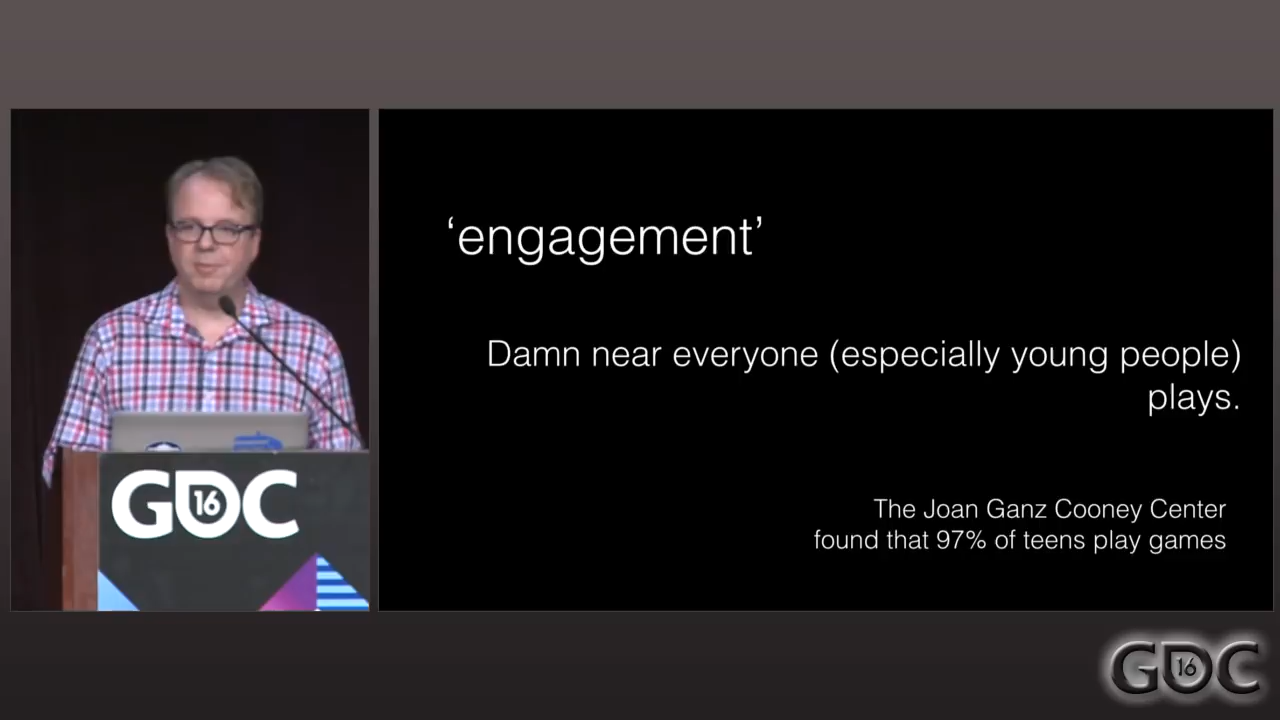 ‘engagement’
Damn near everyone (especially young people)
plays.
The Joan Ganz Cooney Center
found that 97% of teens play games
GDC 16
GDC 16